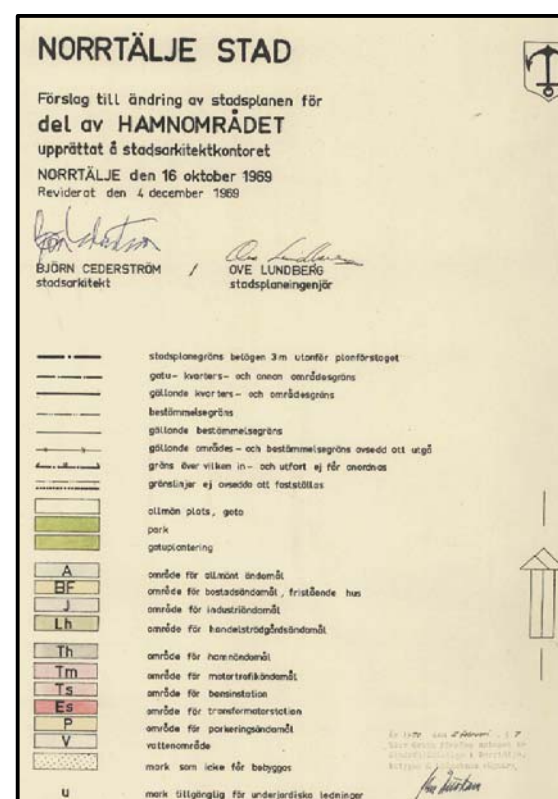 NORRTÄLJE STAD
Förslag till ändring av stadsplanen för
del av HAMNOMRÅDET
upprättat å stadsarkitektkontoret
NORRTÄLJE den 16 oktober 1969
Reviderat den 4 december 1969
BJÖRN CEDERSTRÖM / OVE LUNDBERG
stadsarkitekt stadsplaneingenjör
stadsplanegräns belägen 3m utanför planförslaget
gatu- kvarters- och annan områdesgräns
gällande kvarters- och områdesgräns
bestämmelsegräns
gällande bestämmelsegräns
gällande områdes- och bestämmelsegräns avsedd att utgå
gräns över vilken in- och utfart ej får anordnas
gränslinjer ej avsedda att fastställas
allmän plats, gata
park
gatuplantering
A område för allmänt ändamål
BF område för bostadsändamål, fristående hus
J område för industriändamål
Lh område för handelsträdgårdsändamål
Th område för hamnändamål
Tm område för motortrafikändamål
Ts område för bensinstation
Es område för transformatorstation
P område för parkeringsändamål
V vattenområde
mark som icke får bebyggas
u mark tillgänglig för underjordiska ledningar